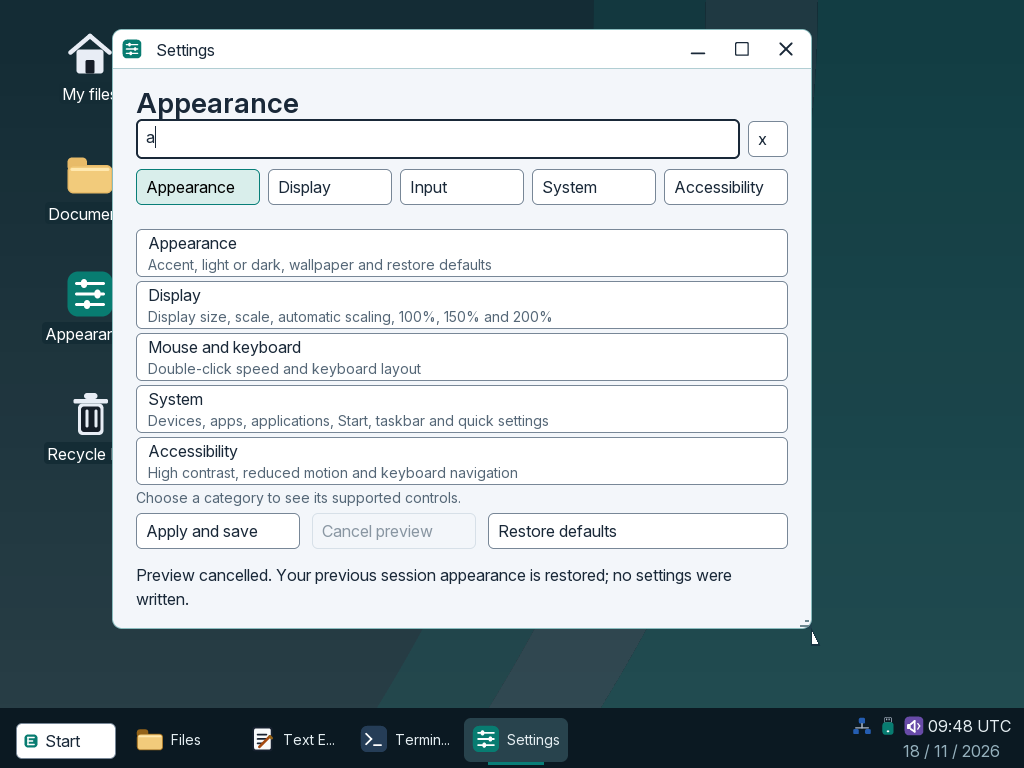 My files
Settings
Appearance
a
x
Appearance Display Input System Accessibility
Appearance
Accent, light or dark, wallpaper and restore defaults
Display
Display size, scale, automatic scaling, 100%, 150% and 200%
Mouse and keyboard
Double-click speed and keyboard layout
System
Devices, apps, applications, Start, taskbar and quick settings
Accessibility
High contrast, reduced motion and keyboard navigation
Choose a category to see its supported controls.
Apply and save Cancel preview Restore defaults
Preview cancelled. Your previous session appearance is restored; no settings were
written.
Documen
Appearan
Recycle
Start Files Text E... Termin... Settings
09:48 UTC
18 / 11 / 2026